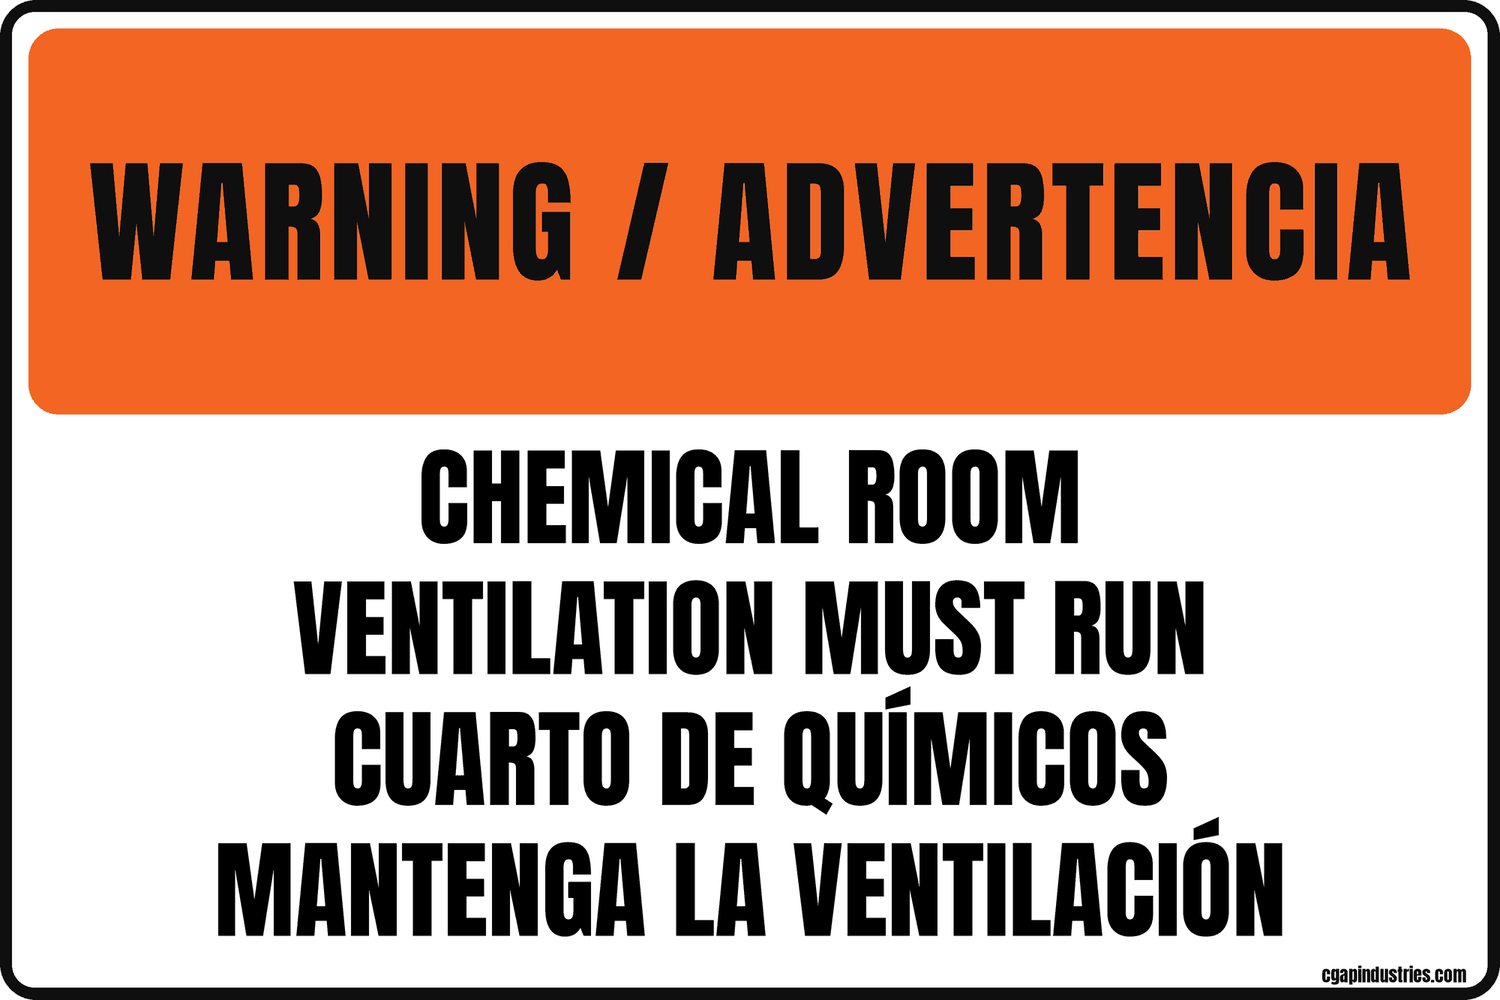 WARNING / ADVERTENCIA
CHEMICAL ROOM
VENTILATION MUST RUN
CUARTO DE QUÍMICOS
MANTENGA LA VENTILACIÓN
cgapindustries.com